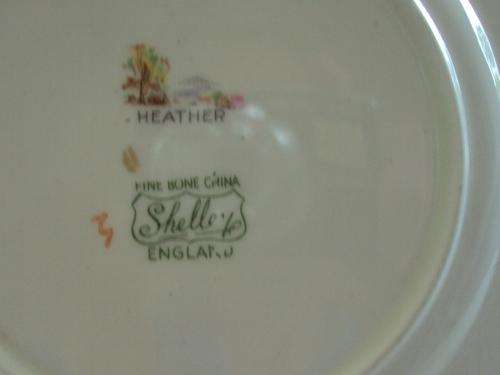 HEATHER
FINE BONE CHINA
Shelley
ENGLAND